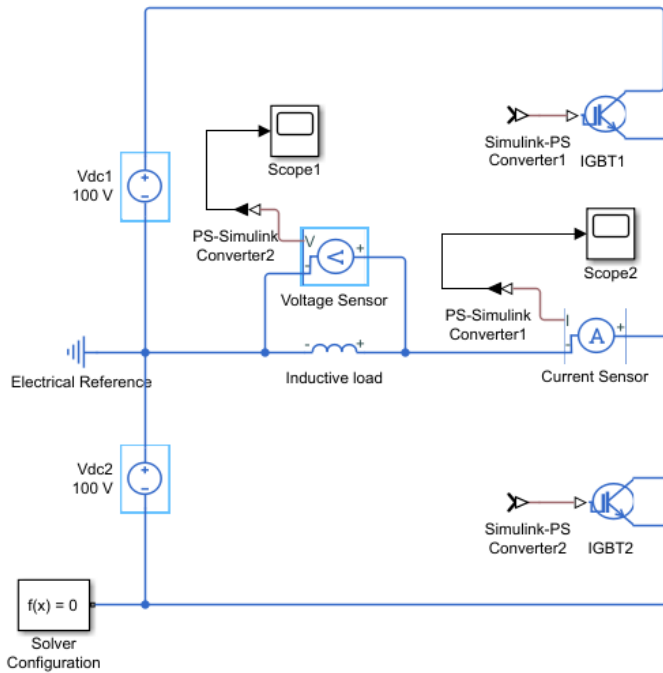 Vdc1
100 V
Scope1
Simulink-PS
Converter1
IGBT1
PS-Simulink
Converter2
V
Voltage Sensor
Scope2
PS-Simulink
Converter1
I
A
Current Sensor
Electrical Reference
Inductive load
Vdc2
100 V
Simulink-PS
Converter2
IGBT2
f(x) = 0
Solver
Configuration